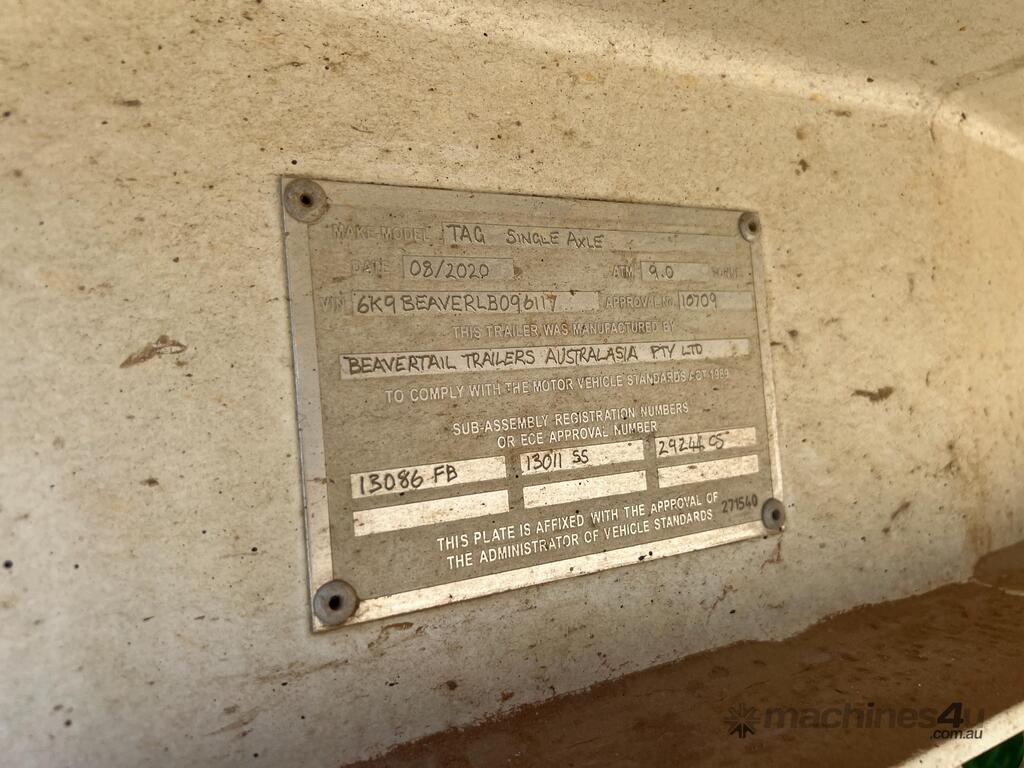 MAKE-MODEL TAG SINGLE AXLE
DATE 08/2020 ATM 9.0
VIN 6K9BEAVERLB096117 APPROVAL No. 10709
THIS TRAILER WAS MANUFACTURED BY
BEAVERTAIL TRAILERS AUSTRALASIA PTY LTD
TO COMPLY WITH THE MOTOR VEHICLE STANDARDS ACT 1989
SUB-ASSEMBLY REGISTRATION NUMBERS
OR ECE APPROVAL NUMBER
13086 FB 13011 SS 29244 CS
THIS PLATE IS AFFIXED WITH THE APPPOVAL OF
THE ADMINISTRATOR OF VEHICLE STANDARDS 271540
machines4u
.com.au